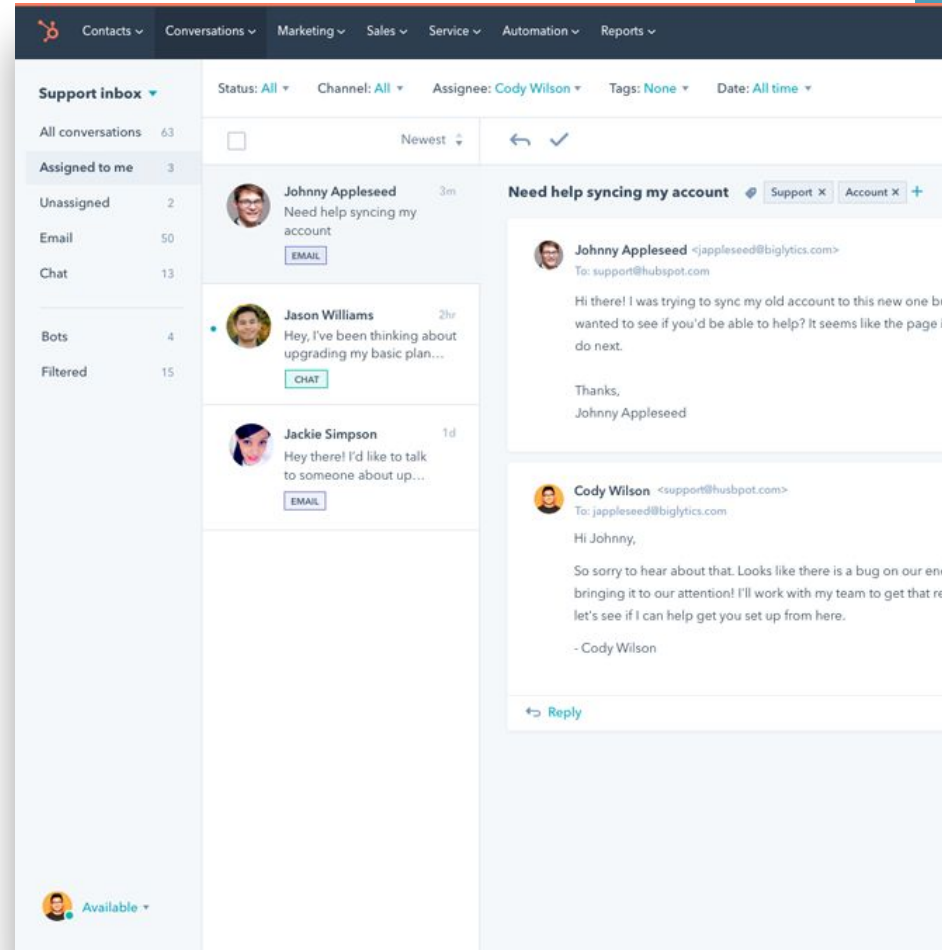 Contacts Conversations Marketing Sales Service Automation Reports
Support inbox
All conversations 63
Assigned to me 3
Unassigned 2
Email 50
Chat 13
Bots 4
Filtered 15
Available
Status: All Channel: All Assignee: Cody Wilson Tags: None Date: All time
Newest
Johnny Appleseed 3m
Need help syncing my
account
EMAIL
Jason Williams 2hr
Hey, I've been thinking about
upgrading my basic plan...
CHAT
Jackie Simpson 1d
Hey there! I'd like to talk
to someone about up...
EMAIL
Need help syncing my account Support × Account × +
Johnny Appleseed <jappleseed@biglytics.com>
To: support@hubspot.com
Hi there! I was trying to sync my old account to this new one
wanted to see if you'd be able to help? It seems like the page
do next.
Thanks,
Johnny Appleseed
Cody Wilson <support@husbpot.com>
To: jappleseed@biglytics.com
Hi Johnny,
So sorry to hear about that. Looks like there is a bug on our
bringing it to our attention! I'll work with my team to get that
let's see if I can help get you set up from here.
- Cody Wilson
Reply